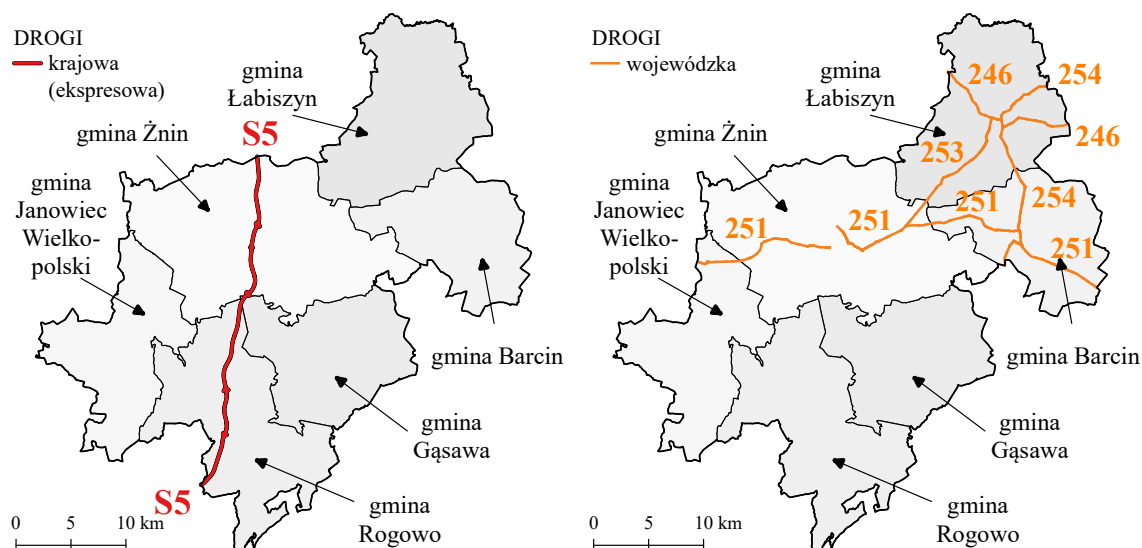 DROGI
krajowa
(ekspresowa)
gmina
Łabiszyn
gmina Żnin
S5
gmina
Janowiec
Wielko-
polski
gmina Barcin
gmina
Gąsawa
S5
gmina
Rogowo
0 5 10 km
DROGI
wojewódzka
gmina
Łabiszyn
246
254
246
gmina Żnin
253
gmina
Janowiec
Wielko-
polski
251
251
251
254
251
gmina Barcin
gmina
Gąsawa
gmina
Rogowo
0 5 10 km